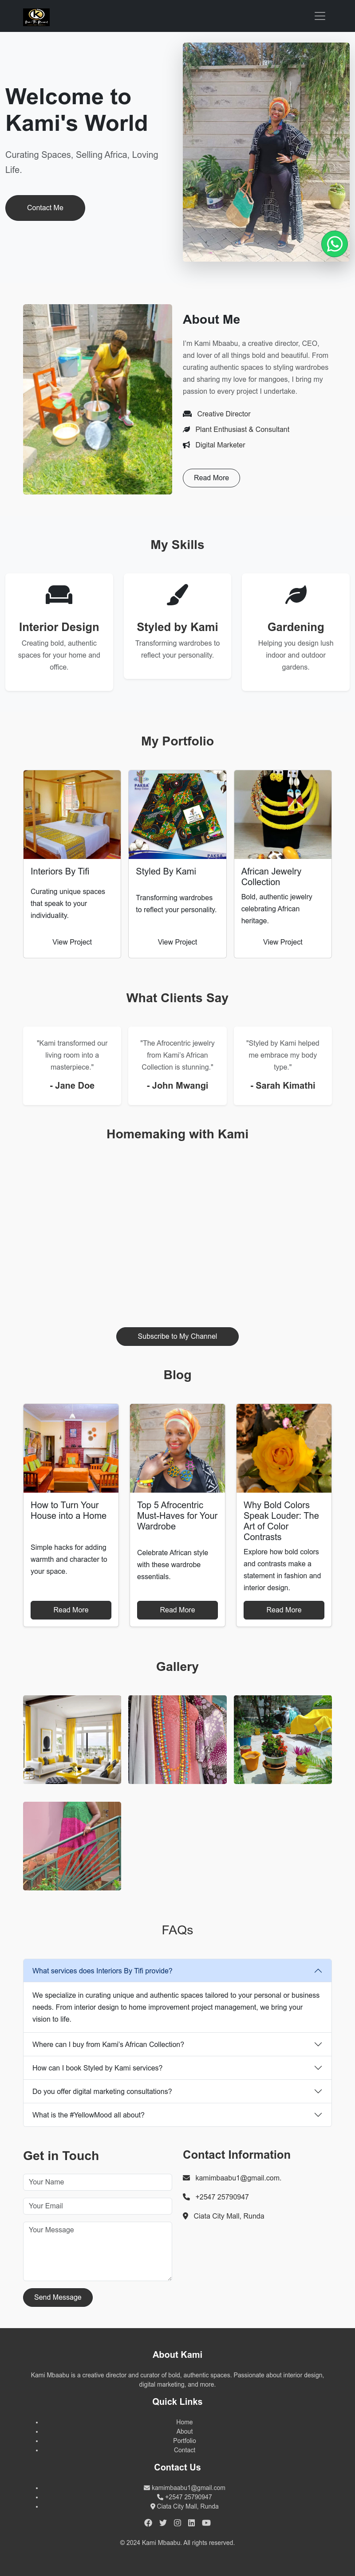 Welcome to
Kami's World
Curating Spaces, Selling Africa, Loving
Life.
Contact Me
About Me
I'm Kami Mbaabu, a creative director, CEO,
and lover of all things bold and beautiful. From
curating authentic spaces to styling wardrobes
and sharing my love for mangoes, I bring my
passion to every project I undertake.
Creative Director
Plant Enthusiast & Consultant
Digital Marketer
Read More
My Skills
Interior Design
Creating bold, authentic
spaces for your home and
office.
Styled by Kami
Transforming wardrobes to
reflect your personality.
Gardening
Helping you design lush
indoor and outdoor
gardens.
My Portfolio
Interiors By Tifi
Curating unique spaces
that speak to your
individuality.
View Project
Styled By Kami
Transforming wardrobes
to reflect your personality.
View Project
African Jewelry
Collection
Bold, authentic jewelry
celebrating African
heritage.
View Project
What Clients Say
"Kami transformed our
living room into a
masterpiece."
- Jane Doe
"The Afrocentric jewelry
from Kami's African
Collection is stunning."
- John Mwangi
"Styled by Kami helped
me embrace my body
type."
- Sarah Kimathi
Homemaking with Kami
Subscribe to My Channel
Blog
How to Turn Your
House into a Home
Simple hacks for adding
warmth and character to
your space.
Read More
Top 5 Afrocentric
Must-Haves for Your
Wardrobe
Celebrate African style
with these wardrobe
essentials.
Read More
Why Bold Colors
Speak Louder: The
Art of Color
Contrasts
Explore how bold colors
and contrasts make a
statement in fashion and
interior design.
Read More
Gallery
FAQs
What services does Interiors By Tifi provide?
We specialize in curating unique and authentic spaces tailored to your personal or business
needs. From interior design to home improvement project management, we bring your
vision to life.
Where can I buy from Kami's African Collection?
How can I book Styled by Kami services?
Do you offer digital marketing consultations?
What is the #YellowMood all about?
Get in Touch
Your Name
Your Email
Your Message
Send Message
Contact Information
kamimbaabu1@gmail.com.
+2547 25790947
Ciata City Mall, Runda
About Kami
Kami Mbaabu is a creative director and curator of bold, authentic spaces. Passionate about interior design,
digital marketing, and more.
Quick Links
Home
About
Portfolio
Contact
Contact Us
kamimbaabu1@gmail.com
+2547 25790947
Ciata City Mall, Runda
© 2024 Kami Mbaabu. All rights reserved.